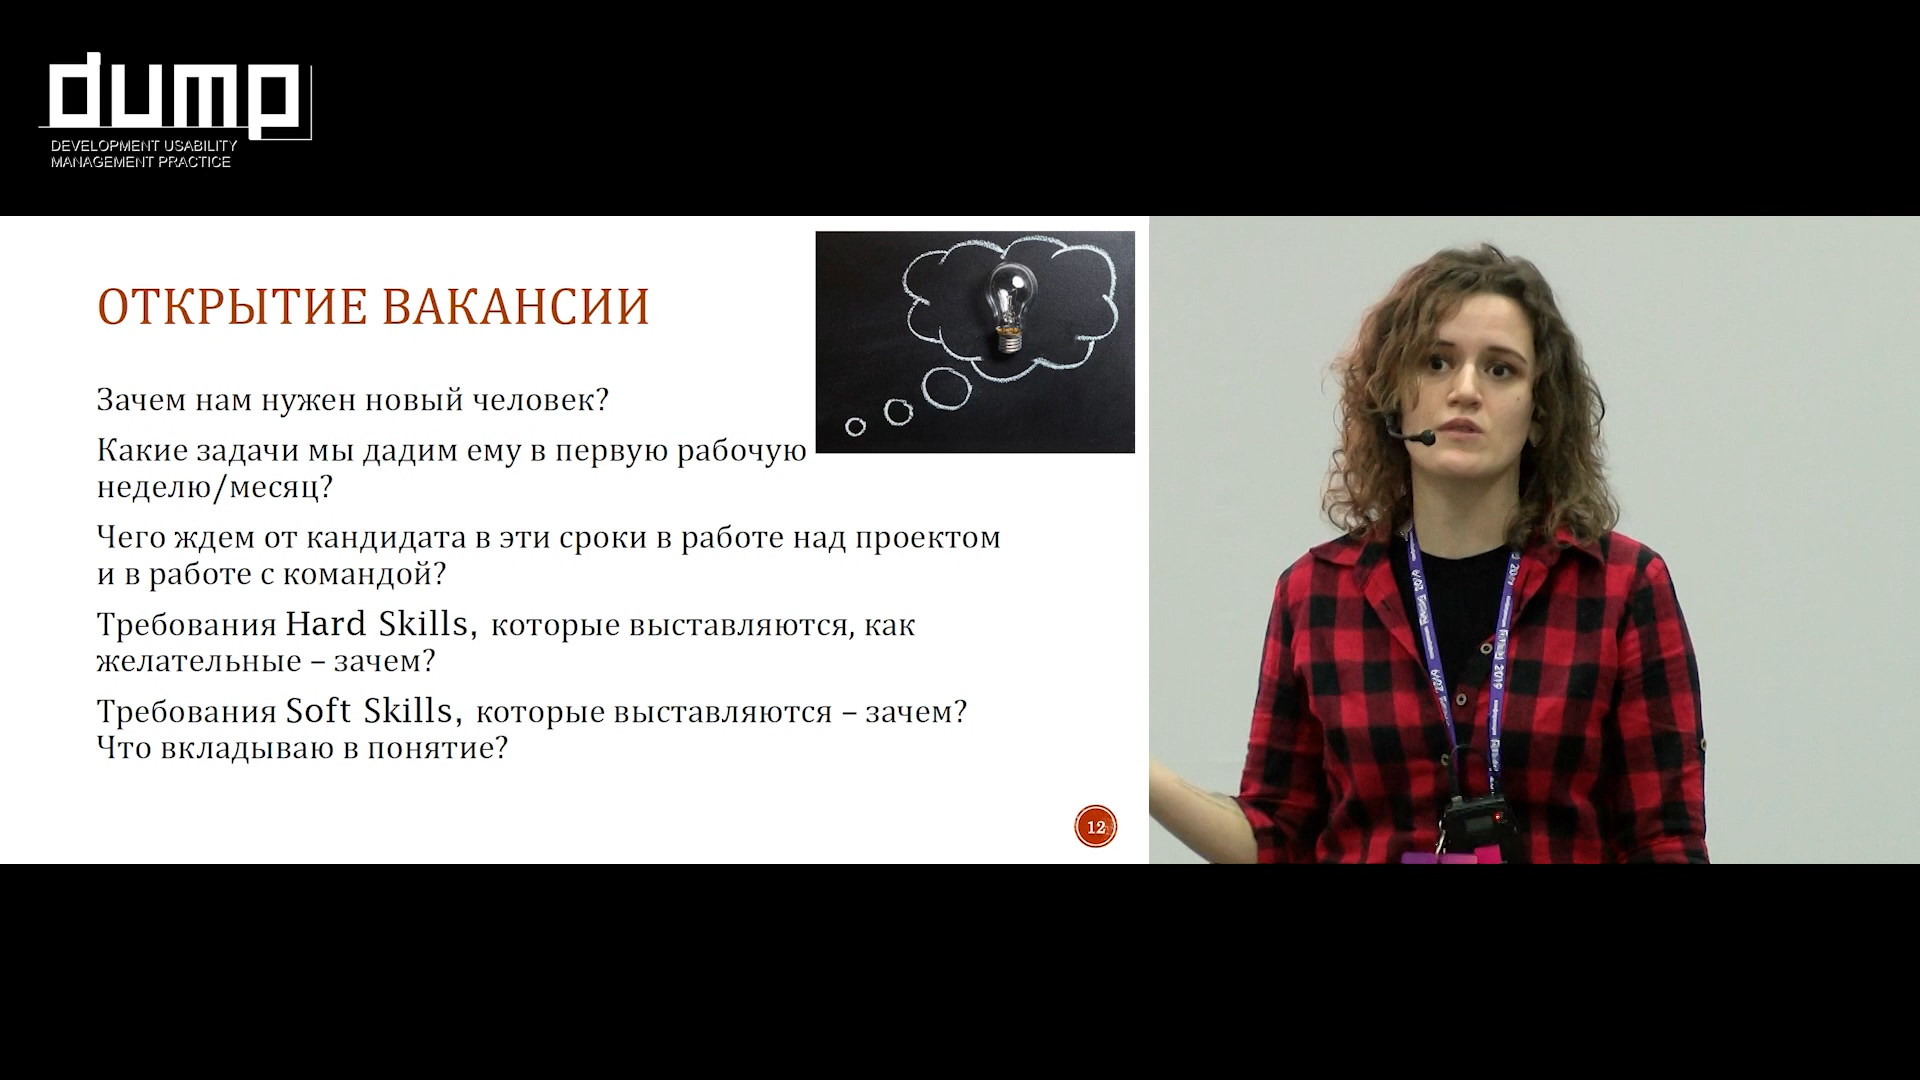 dump
DEVELOPMENT USABILITY
MANAGEMENT PRACTICE
ОТКРЫТИЕ ВАКАНСИИ
Зачем нам нужен новый человек?
Какие задачи мы дадим ему в первую рабочую
неделю/месяц?
Чего ждем от кандидата в эти сроки в работе над проектом
и в работе с командой?
Требования Hard Skills, которые выставляются, как
желательные – зачем?
Требования Soft Skills, которые выставляются – зачем?
Что вкладываю в понятие?
12
2019